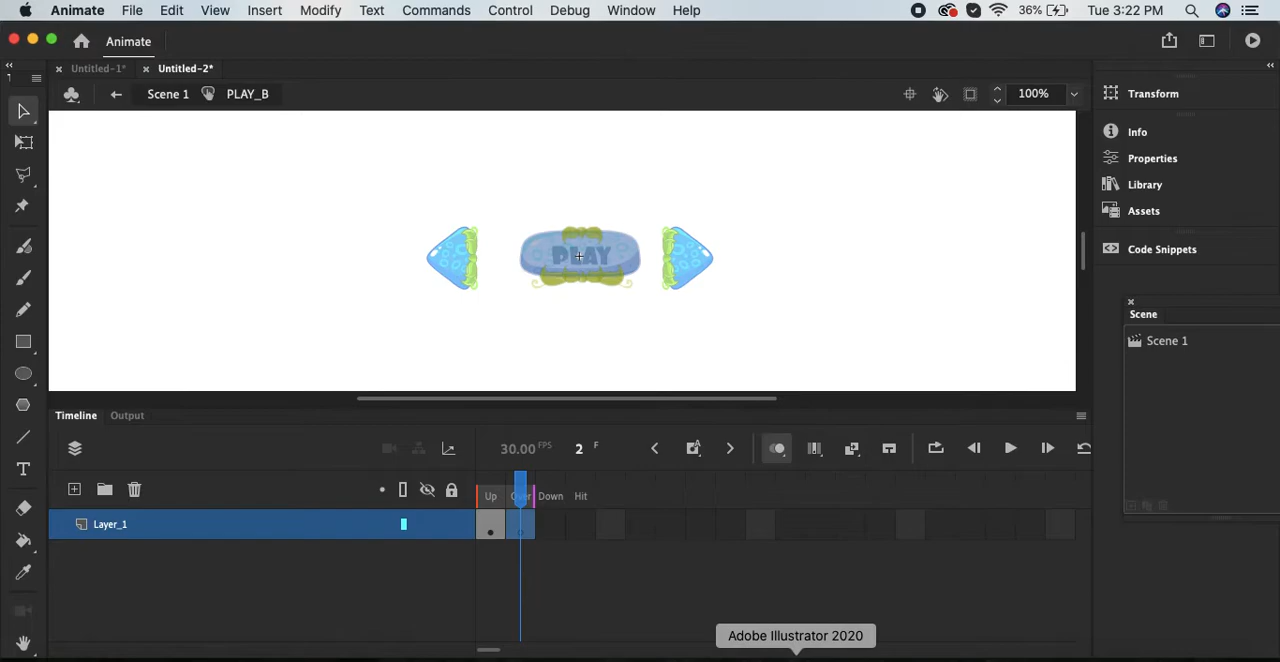 Animate File Edit View Insert Modify Text Commands Control Debug Window Help 36% Tue 3:22 PM
Animate
Untitled-1* Untitled-2*
1
Scene 1 PLAY_B 100%
Transform
Info
Properties
Library
Assets
Code Snippets
PLAY
Scene
Scene 1
Timeline Output
30.00 FPS 2 F
Up Over Down Hit
Layer_1
Adobe Illustrator 2020